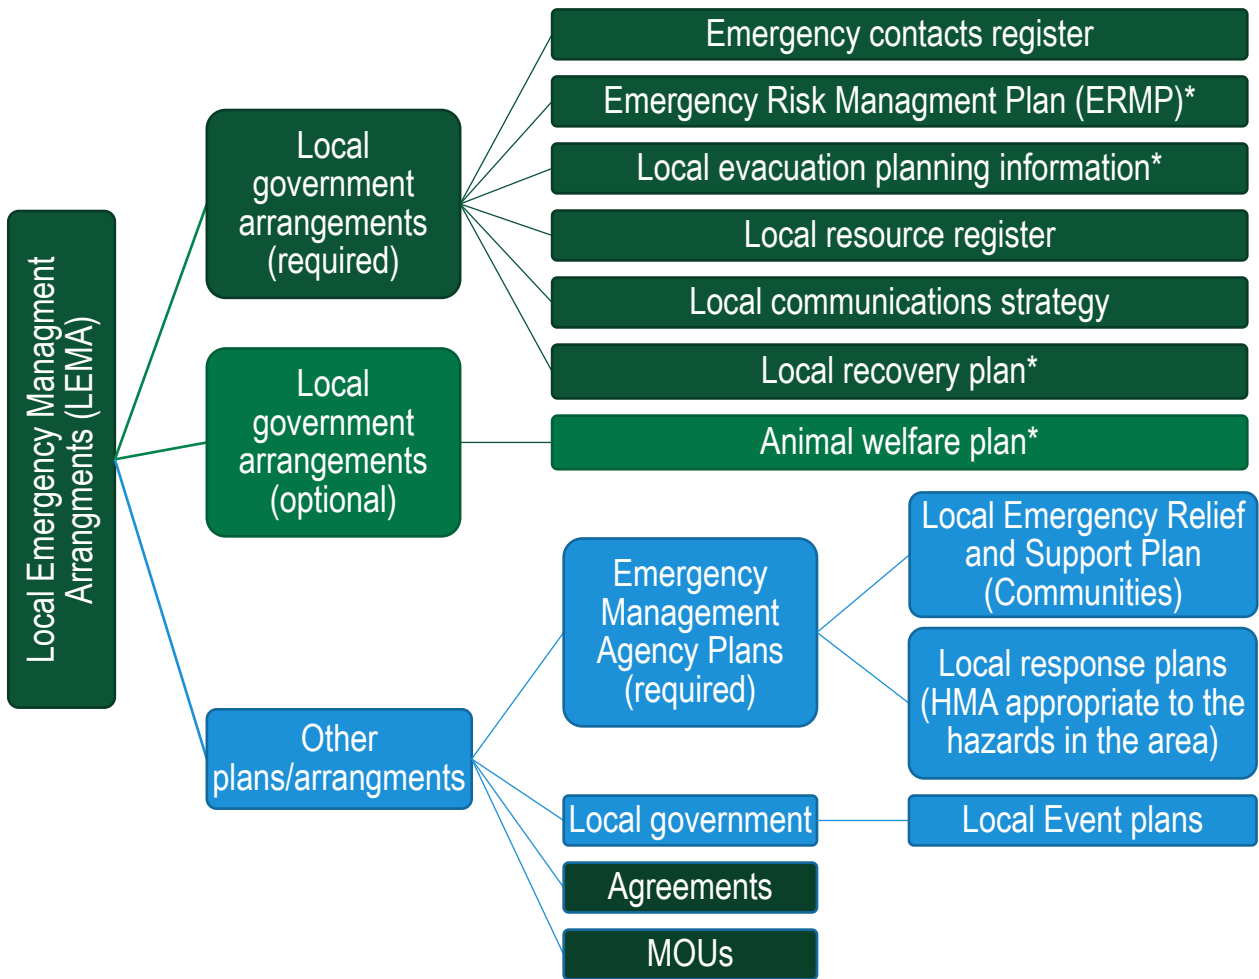 Local Emergency Managment
Arrangments (LEMA)
Local
government
arrangements
(required)
Emergency contacts register
Emergency Risk Managment Plan (ERMP)*
Local evacuation planning information*
Local resource register
Local communications strategy
Local recovery plan*
Local
government
arrangements
(optional)
Animal welfare plan*
Other
plans/arrangments
Emergency
Management
Agency Plans
(required)
Local Emergency Relief
and Support Plan
(Communities)
Local response plans
(HMA appropriate to the
hazards in the area)
Local government
Local Event plans
Agreements
MOUs